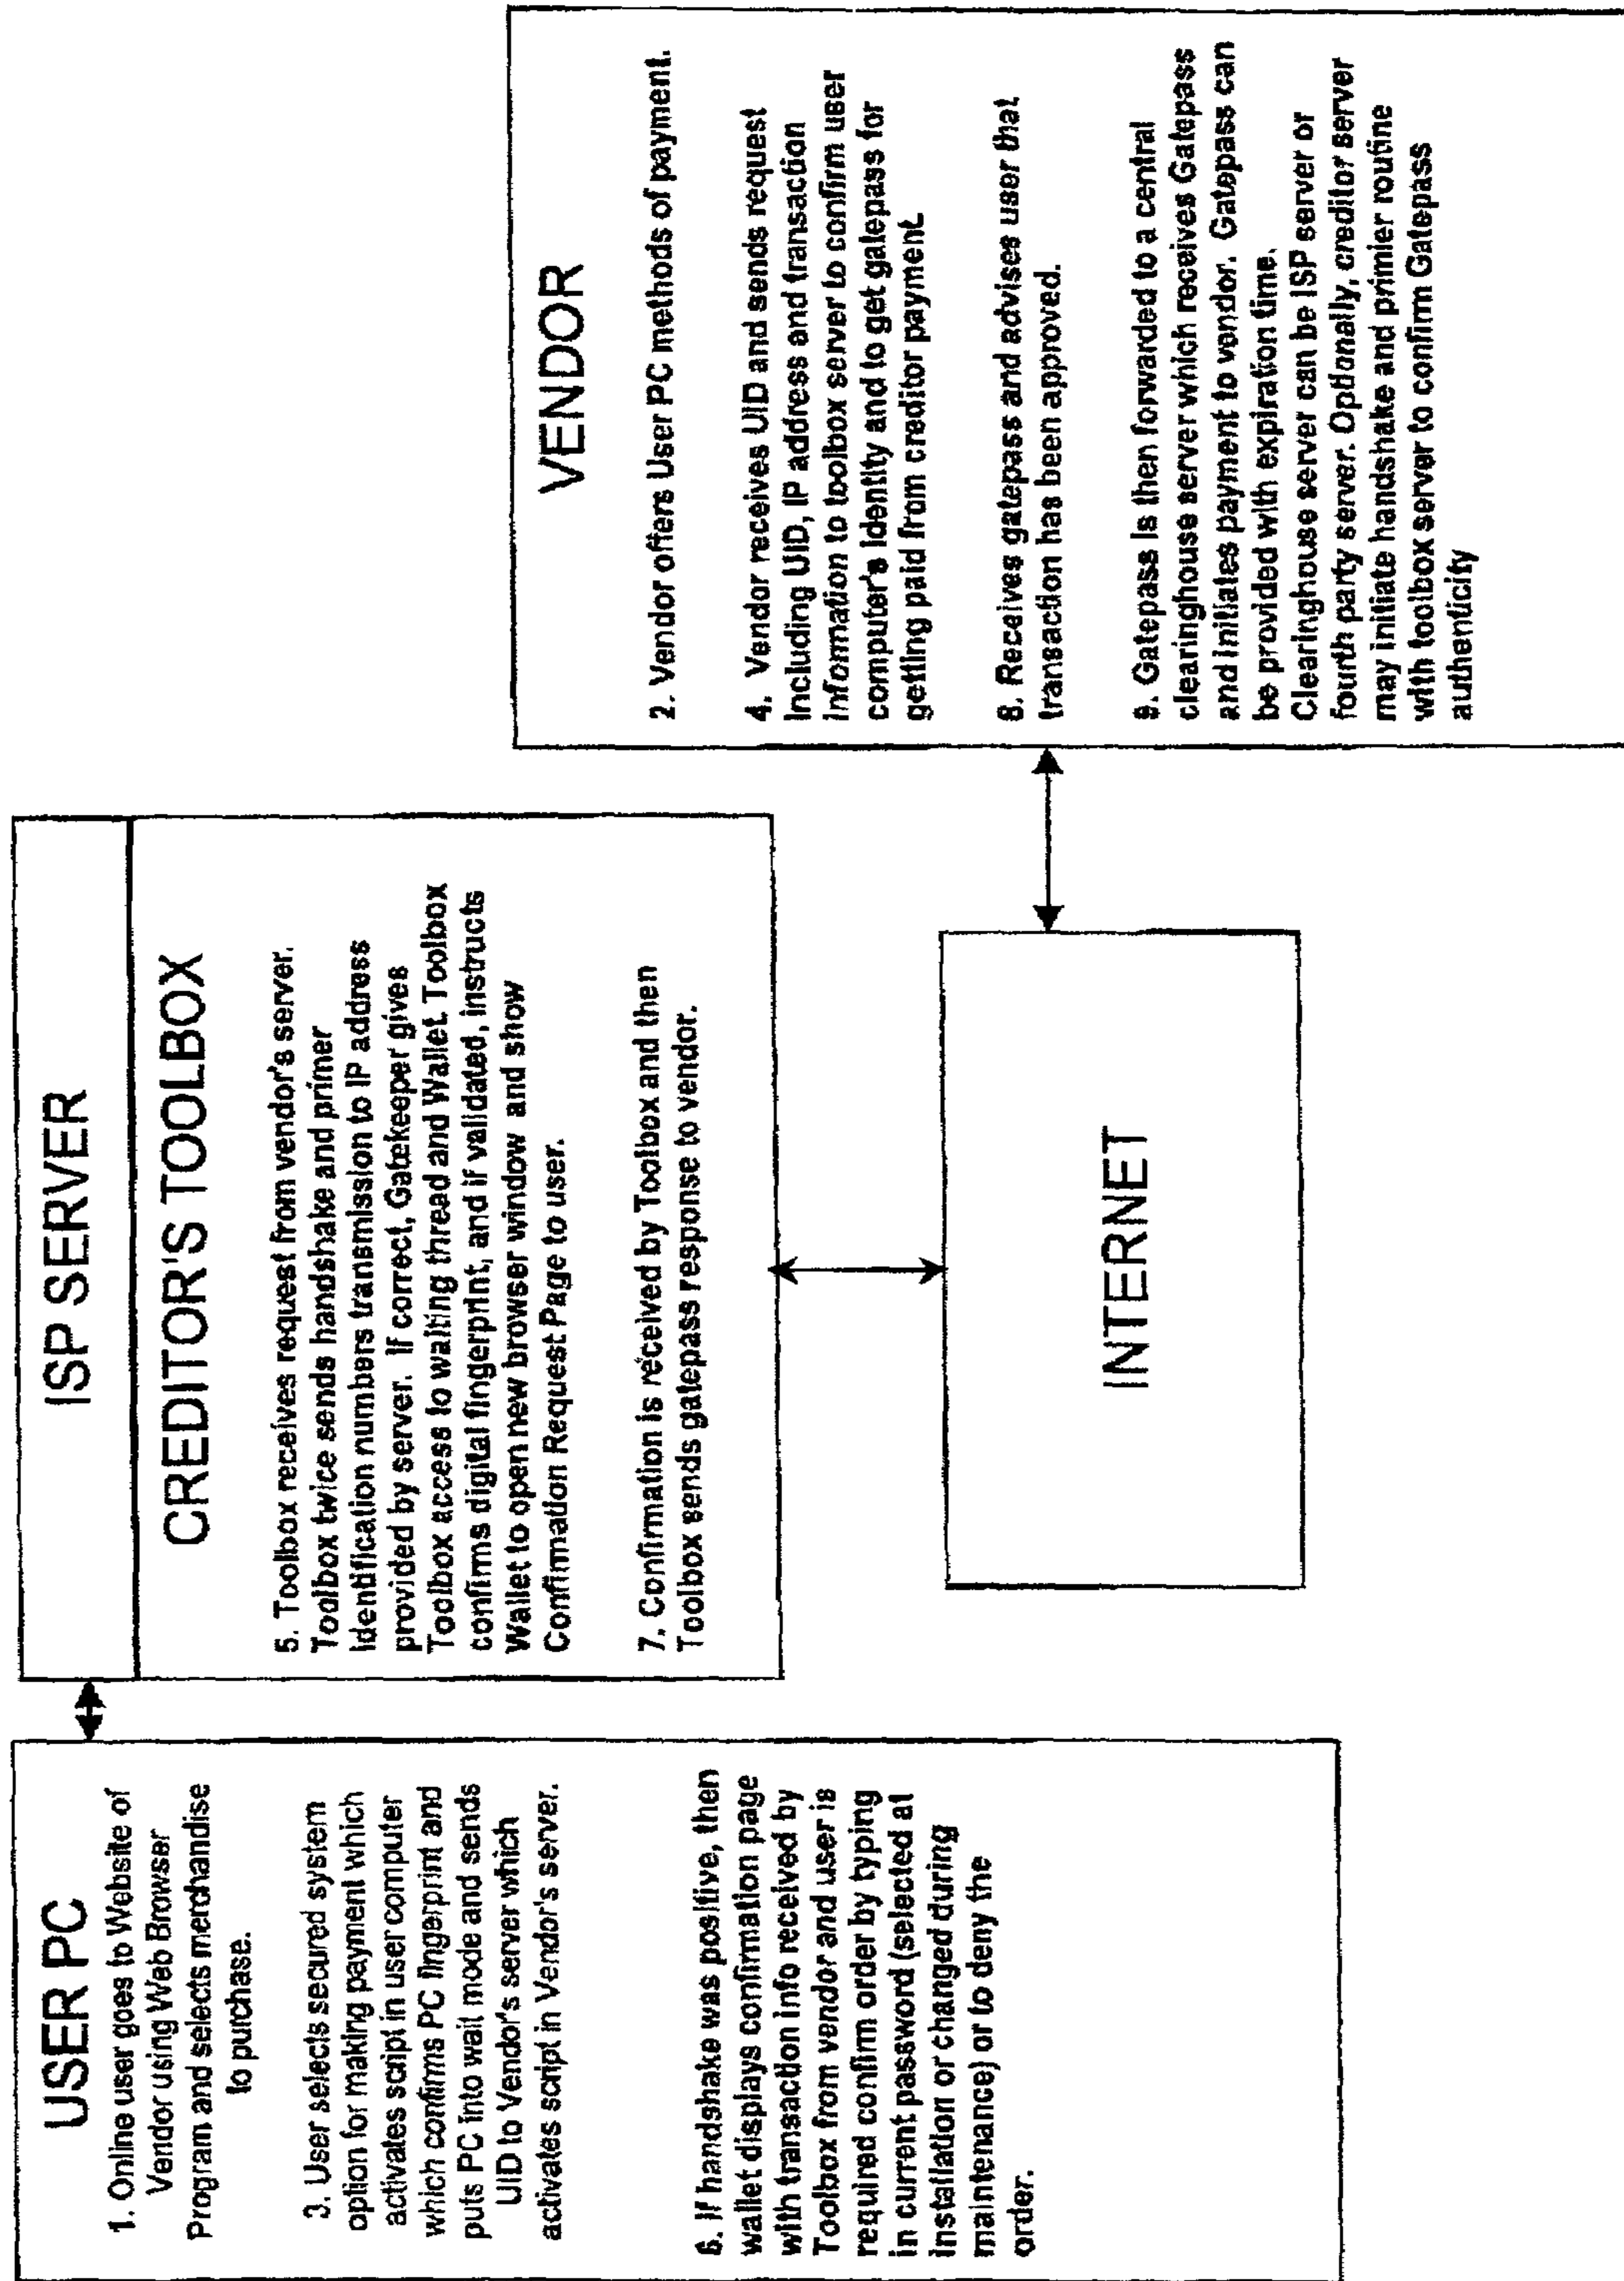 USER PC
1. Online user goes to Website of
Vendor using Web Browser
Program and selects merchandise
to purchase.
3. User selects secured system
option for making payment which
activates script in user computer
which confirms PC fingerprint and
puts PC into wait mode and sends
UID to Vendor's server which
activates script in Vendor's server.
6. If handshake was positive, then
wallet displays confirmation page
with transaction info received by
Toolbox from vendor and user is
required confirm order by typing
in current password (selected at
installation or changed during
maintenance) or to deny the
order.
ISP SERVER
CREDITOR'S TOOLBOX
5. Toolbox receives request from vendor's server.
Toolbox twice sends handshake and primer
identification numbers transmission to IP address
provided by server. If correct, Gatekeeper gives
Toolbox access to waiting thread and Wallet. Toolbox
confirms digital fingerprint, and if validated, instructs
Wallet to open new browser window and show
Confirmation Request Page to user.
7. Confirmation is received by Toolbox and then
Toolbox sends gatepass response to vendor.
INTERNET
VENDOR
2. Vendor offers User PC methods of payment.
4. Vendor receives UID and sends request
Including UID, IP address and transaction
Information to toolbox server to confirm user
computer's identity and to get gatepass for
getting paid from creditor payment
8. Receives gatepass and advises user that
transaction has been approved.
9. Gatepass is then forwarded to a central
clearinghouse server which receives Gatepass
and initiates payment to vendor. Gatepass can
be provided with expiration time.
Clearinghouse server can be ISP server or
fourth party server. Optionally, creditor server
may initiate handshake and primier routine
with toolbox server to confirm Gatepass
authenticity